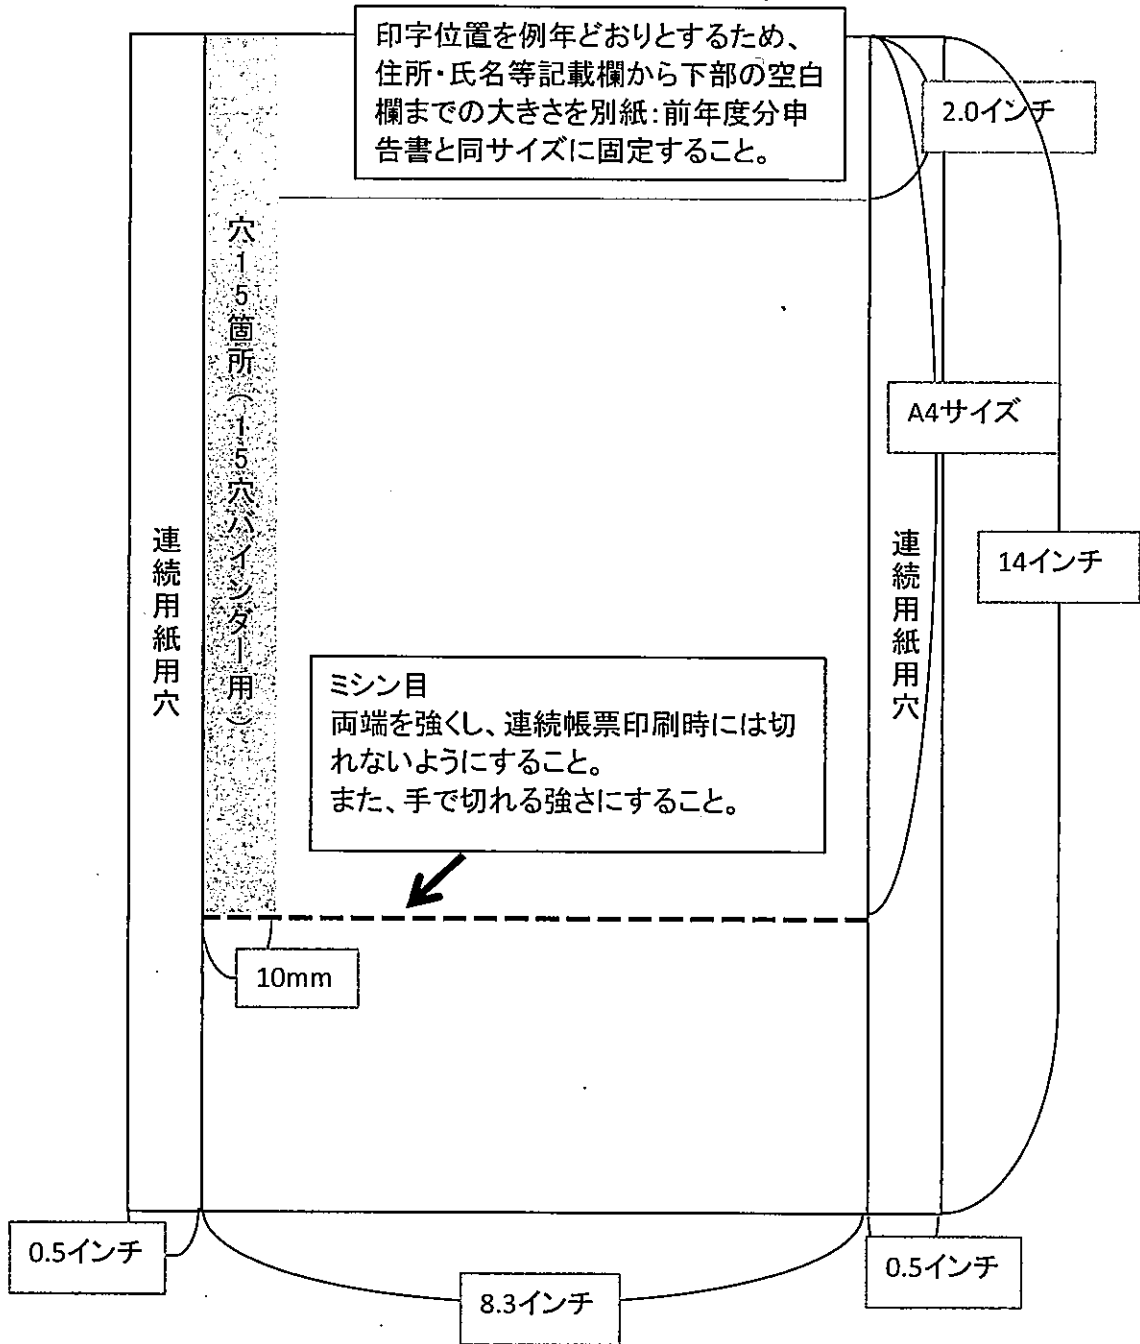 印字位置を例年どおりとするため、
住所・氏名等記載欄から下部の空白
欄までの大きさを別紙:前年度分申
告書と同サイズに固定すること。
2.0インチ
穴15箇所(15穴バインダー用)
A4サイズ
連続用紙用穴
連続用紙用穴
14インチ
ミシン目
両端を強くし、連続帳票印刷時には切
れないようにすること。
また、手で切れる強さにすること。
10mm
0.5インチ
8.3インチ
0.5インチ